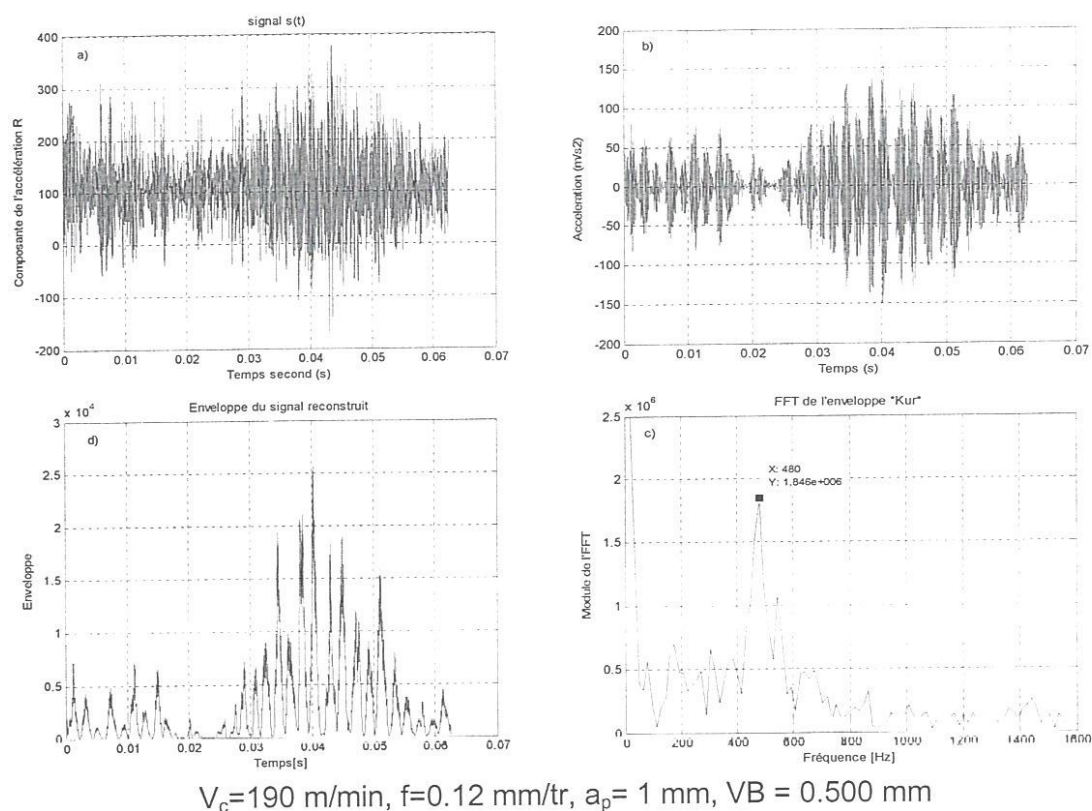 signal s(t)
a)
Composante de l'accélération R
400
300
200
100
0
-100
-200
0 0.01 0.02 0.03 0.04 0.05 0.06 0.07
Temps second (s)
b)
Acceleration (m/s2)
200
150
100
50
0
-50
-100
-150
-200
0 0.01 0.02 0.03 0.04 0.05 0.06 0.07
Temps (s)
x 10^4
Enveloppe du signal reconstruit
d)
Enveloppe
3
2.5
2
1.5
1
0.5
0
0 0.01 0.02 0.03 0.04 0.05 0.06 0.07
Temps[s]
x 10^6
FFT de l'enveloppe "Kur"
c)
X: 480
Y: 1.846e+006
Module de l'FFT
2.5
2
1.5
1
0.5
0
0 200 400 600 800 1000 1200 1400 1600
Fréquence [Hz]
Vc=190 m/min, f=0.12 mm/tr, ap= 1 mm, VB = 0.500 mm